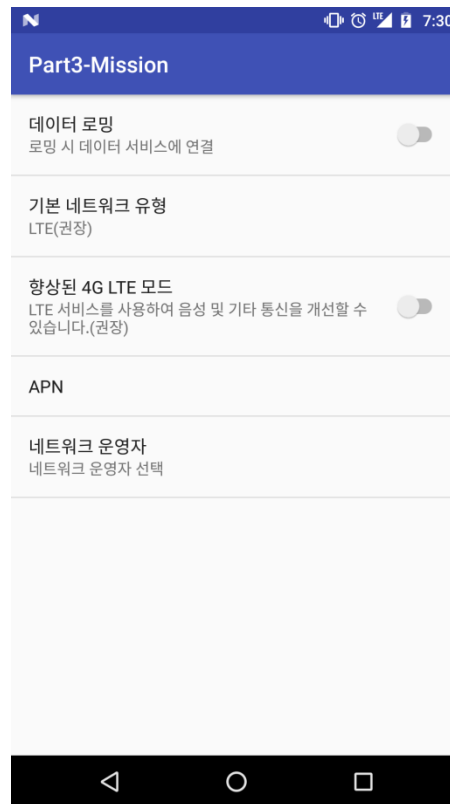 LTE
7:30
Part3-Mission
데이터 로밍
로밍 시 데이터 서비스에 연결
기본 네트워크 유형
LTE(권장)
향상된 4G LTE 모드
LTE 서비스를 사용하여 음성 및 기타 통신을 개선할 수
있습니다.(권장)
APN
네트워크 운영자
네트워크 운영자 선택